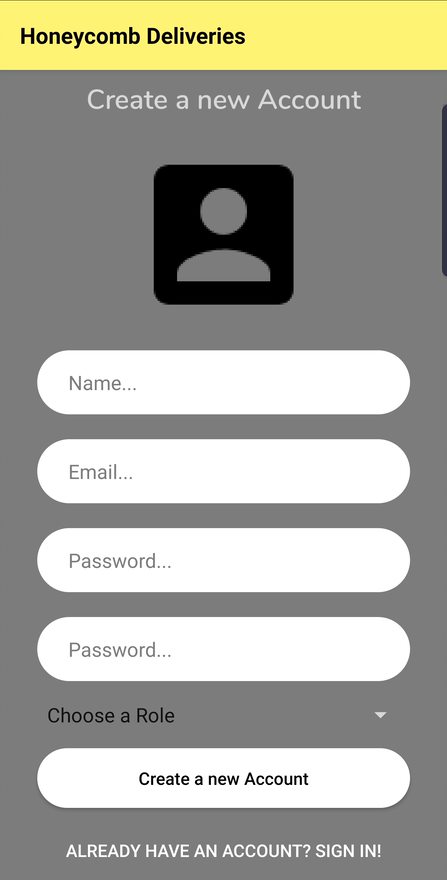 Honeycomb Deliveries
Create a new Account
Name...
Email...
Password...
Password...
Choose a Role
Create a new Account
ALREADY HAVE AN ACCOUNT? SIGN IN!